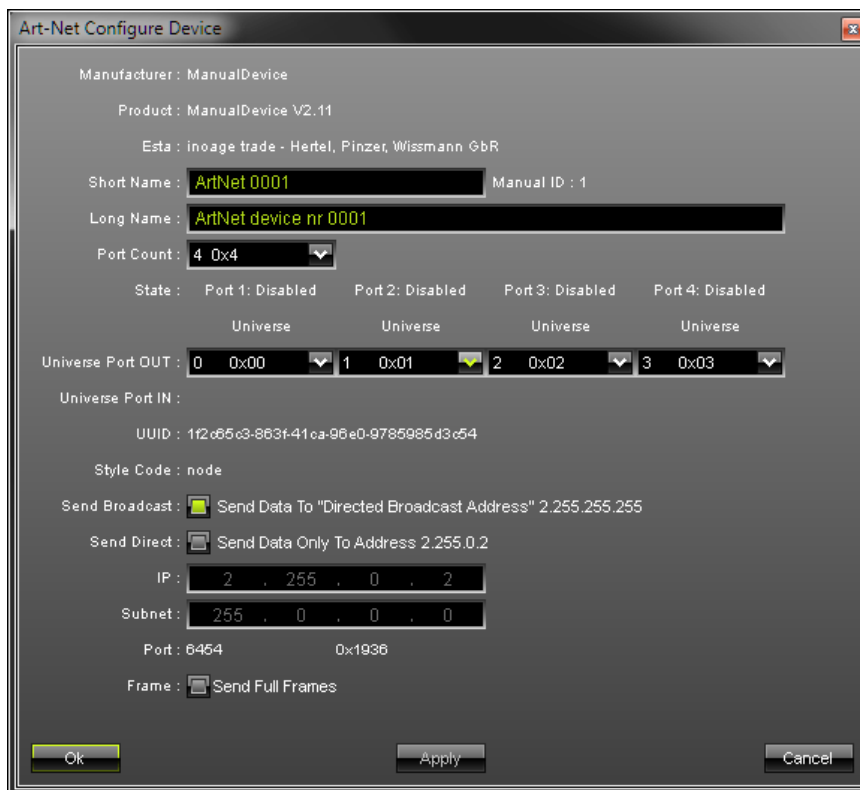 Art-Net Configure Device
Manufacturer : ManualDevice
Product : ManualDevice V2.11
Esta : inoage trade - Hertel, Pinzer, Wissmann GbR
Short Name : ArtNet 0001 Manual ID : 1
Long Name : ArtNet device nr 0001
Port Count : 4 0x4
State : Port 1: Disabled Port 2: Disabled Port 3: Disabled Port 4: Disabled
Universe Universe Universe Universe
Universe Port OUT : 0 0x00 1 0x01 2 0x02 3 0x03
Universe Port IN :
UUID : 1f2c65c3-863f-41ca-96e0-9785985d3c54
Style Code : node
Send Broadcast : Send Data To "Directed Broadcast Address" 2.255.255.255
Send Direct : Send Data Only To Address 2.255.0.2
IP : 2 . 255 . 0 . 2
Subnet : 255 . 0 . 0 . 0
Port : 6454 0x1936
Frame : Send Full Frames
Ok Apply Cancel